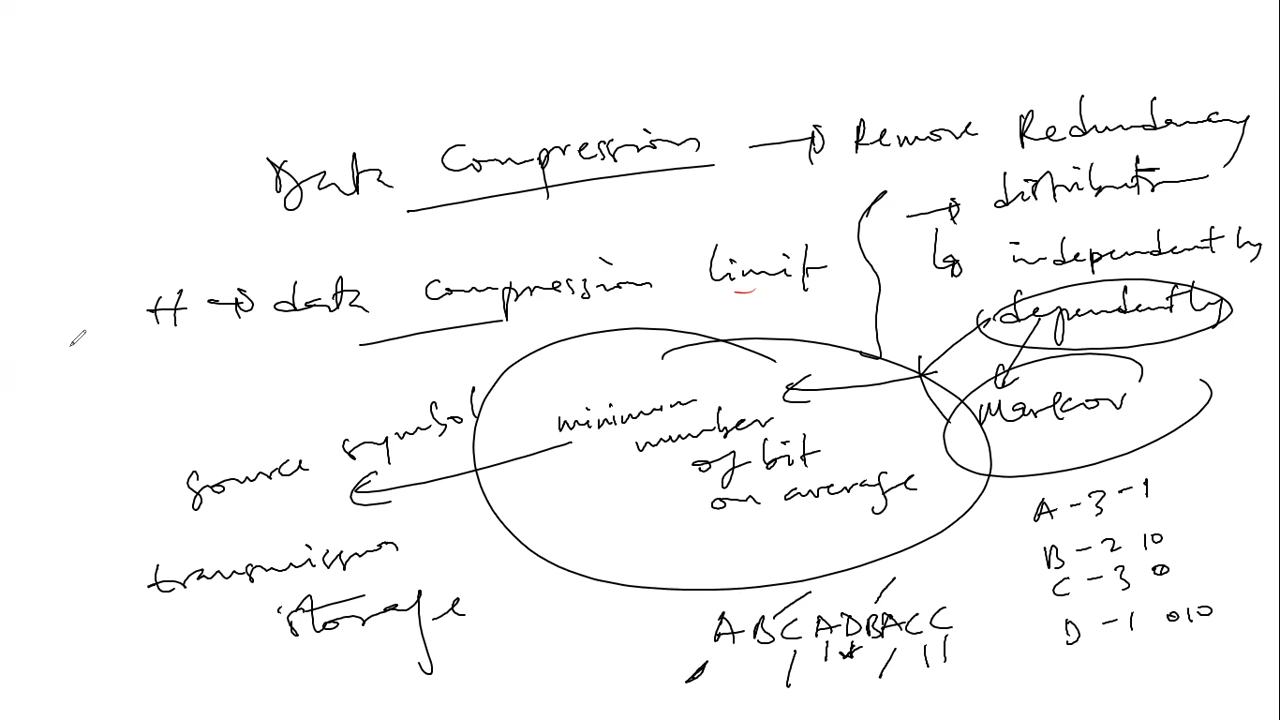 Data Compression → Remove Redundancy
→ distribution
↳ independently
H → data compression limit
dependently
Markov
minimum
number
of bit
on average
source symbol
transmission
storage
A - 3 - 1
B - 2 10
C - 3 0
D - 1 010
A B C A D B A C C